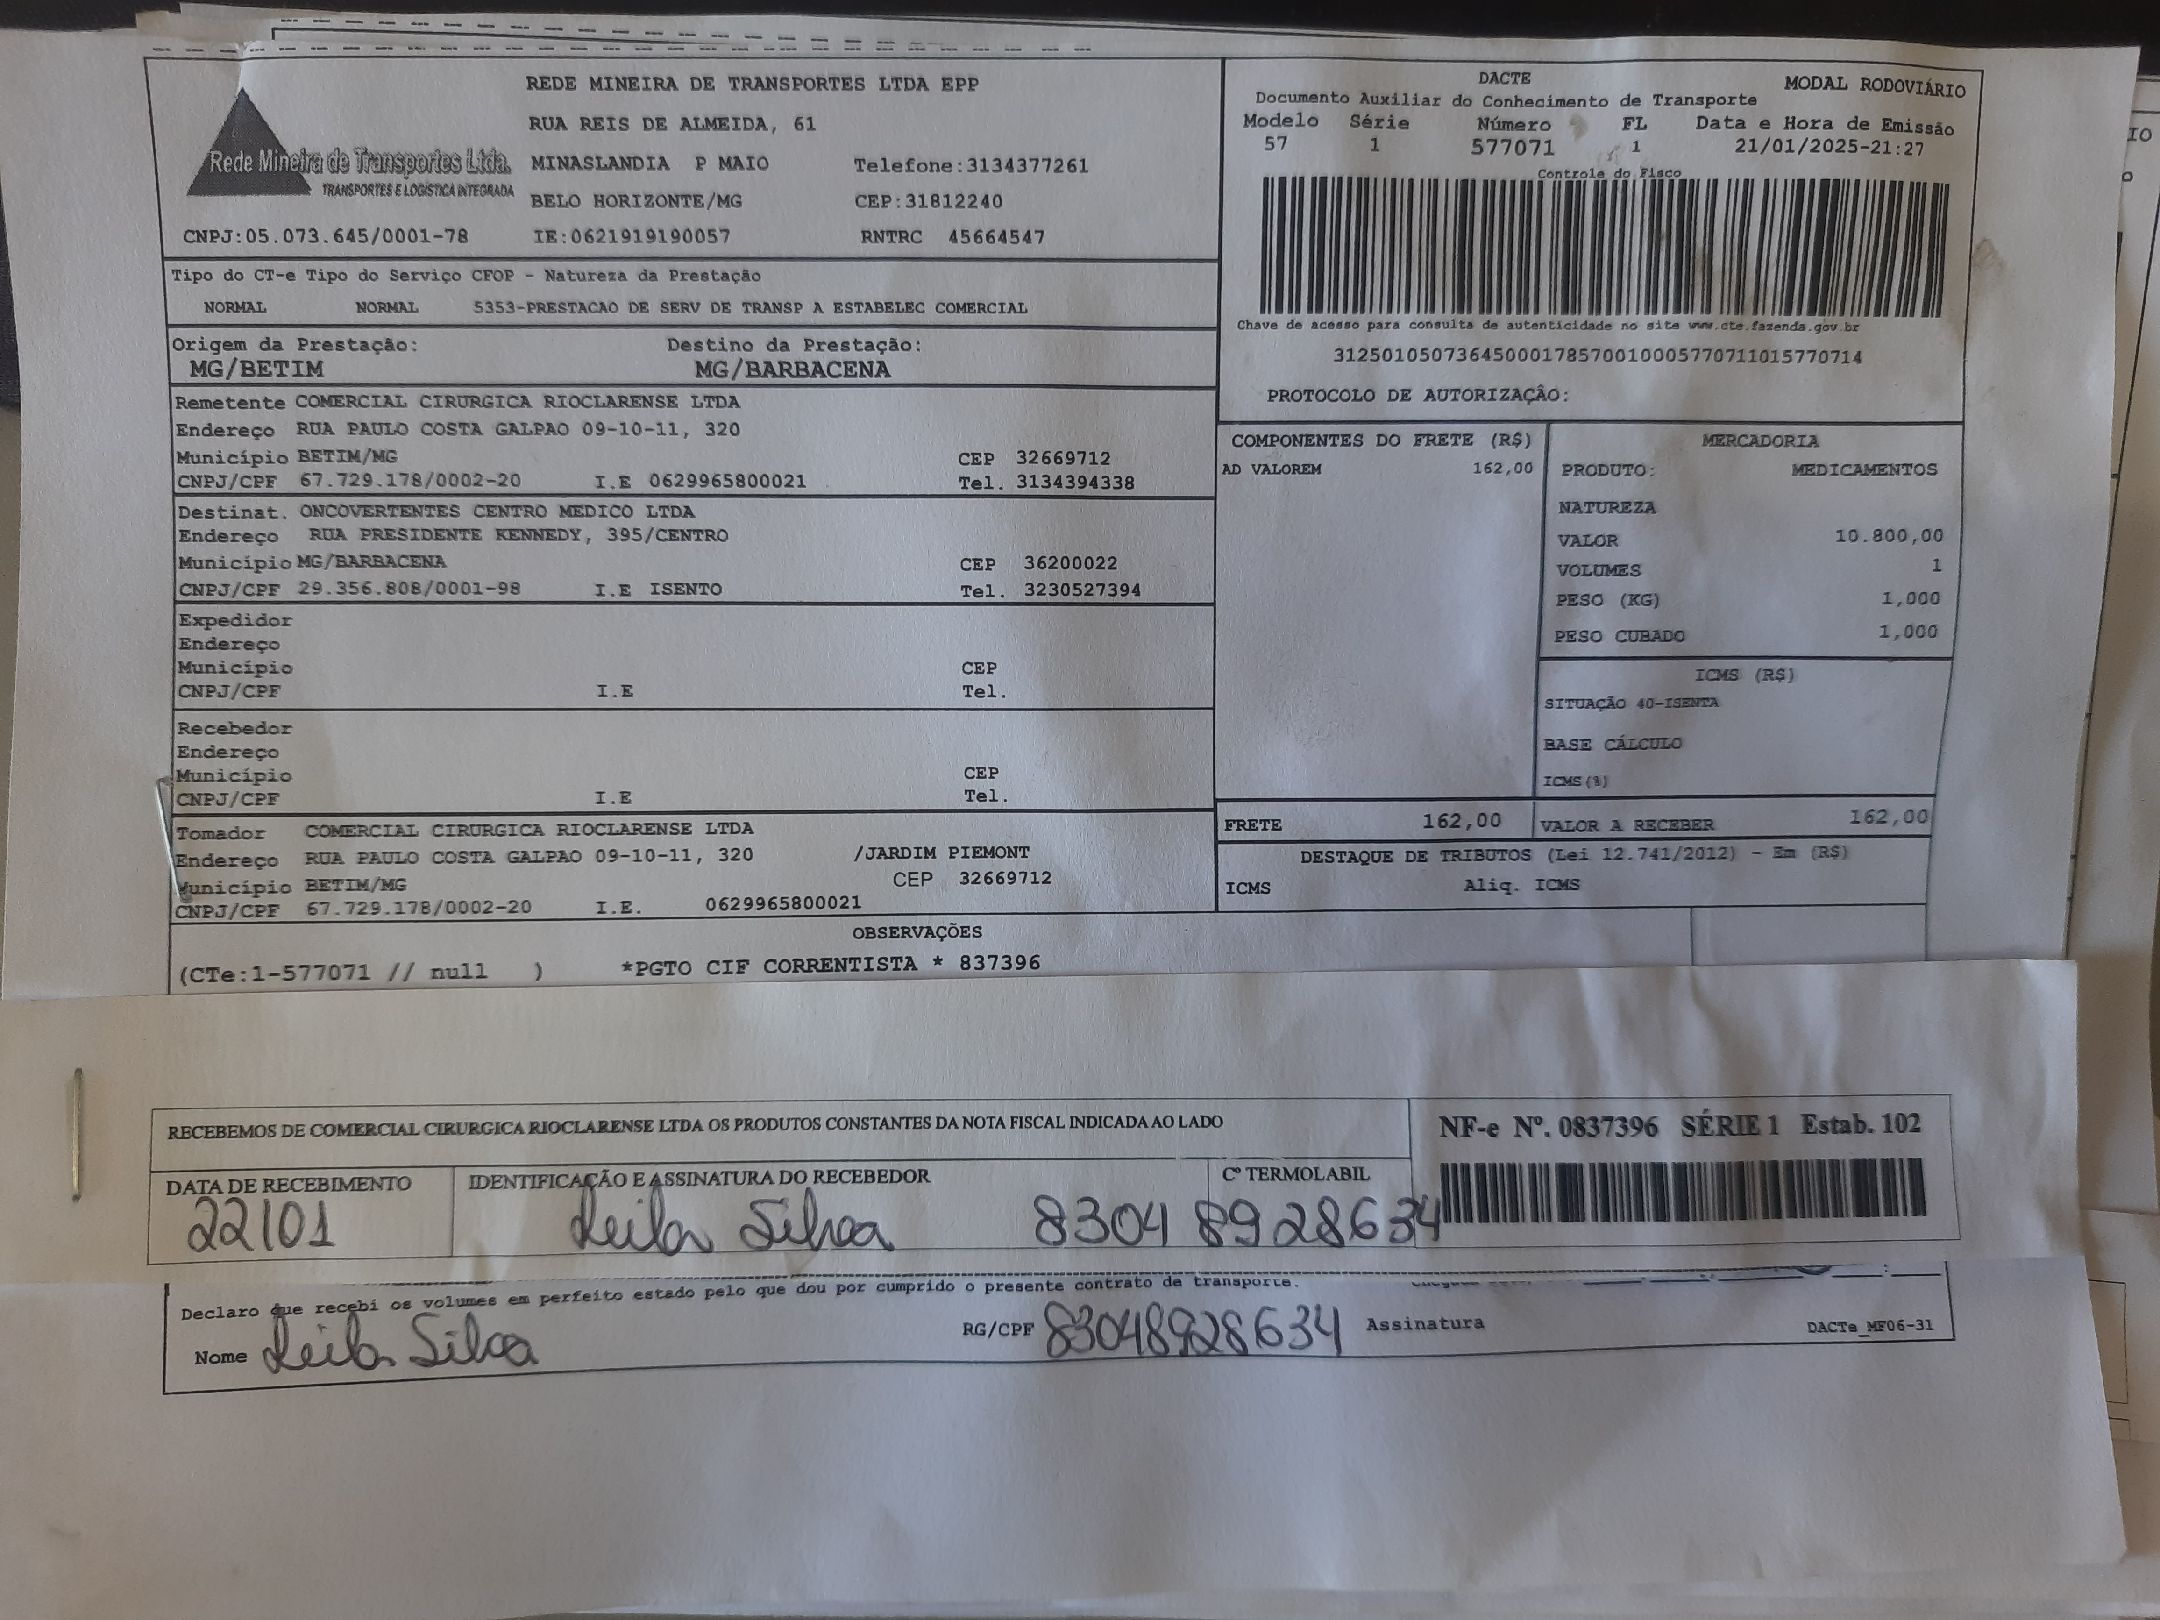 REDE MINEIRA DE TRANSPORTES LTDA EPP
RUA REIS DE ALMEIDA, 61
Rede Mineira de Transportes Ltda.
TRANSPORTES E LOGISTICA INTEGRADA
MINASLANDIA P MAIO Telefone:3134377261
BELO HORIZONTE/MG CEP:31812240
CNPJ:05.073.645/0001-78 IE:0621919190057 RNTRC 45664547
DACTE MODAL RODOVIÁRIO
Documento Auxiliar do Conhecimento de Transporte
Modelo Série Número FL Data e Hora de Emissão
57 1 577071 1 21/01/2025-21:27
Controle do Fisco
Chave de acesso para consulta de autenticidade no site www.cte.fazenda.gov.br
31250105073645000178570010005770711015770714
PROTOCOLO DE AUTORIZAÇÂO:
Tipo do CT-e Tipo do Serviço CFOP - Natureza da Prestação
NORMAL NORMAL 5353-PRESTACAO DE SERV DE TRANSP A ESTABELEC COMERCIAL
Origem da Prestação: Destino da Prestação:
MG/BETIM MG/BARBACENA
Remetente COMERCIAL CIRURGICA RIOCLARENSE LTDA
Endereço RUA PAULO COSTA GALPAO 09-10-11, 320
Município BETIM/MG CEP 32669712
CNPJ/CPF 67.729.178/0002-20 I.E 0629965800021 Tel. 3134394338
Destinat. ONCOVERTENTES CENTRO MEDICO LTDA
Endereço RUA PRESIDENTE KENNEDY, 395/CENTRO
Município MG/BARBACENA CEP 36200022
CNPJ/CPF 29.356.808/0001-98 I.E ISENTO Tel. 3230527394
Expedidor
Endereço
Município CEP
CNPJ/CPF I.E Tel.
Recebedor
Endereço
Município CEP
CNPJ/CPF I.E Tel.
Tomador COMERCIAL CIRURGICA RIOCLARENSE LTDA
Endereço RUA PAULO COSTA GALPAO 09-10-11, 320 /JARDIM PIEMONT
Município BETIM/MG CEP 32669712
CNPJ/CPF 67.729.178/0002-20 I.E. 0629965800021
COMPONENTES DO FRETE (R$)
AD VALOREM 162,00
MERCADORIA
PRODUTO: MEDICAMENTOS
NATUREZA
VALOR 10.800,00
VOLUMES 1
PESO (KG) 1,000
PESO CUBADO 1,000
ICMS (R$)
SITUAÇÃO 40-ISENTA
BASE CÁLCULO
ICMS(%)
FRETE 162,00 VALOR A RECEBER 162,00
DESTAQUE DE TRIBUTOS (Lei 12.741/2012) - Em (R$)
ICMS Aliq. ICMS
OBSERVAÇÕES
(CTe:1-577071 // null ) *PGTO CIF CORRENTISTA * 837396
RECEBEMOS DE COMERCIAL CIRURGICA RIOCLARENSE LTDA OS PRODUTOS CONSTANTES DA NOTA FISCAL INDICADA AO LADO
NF-e Nº. 0837396 SÉRIE 1 Estab. 102
DATA DE RECEBIMENTO IDENTIFICAÇÃO E ASSINATURA DO RECEBEDOR Cº TERMOLABIL
22/01 Leila Silva 83048928634
Declaro que recebi os volumes em perfeito estado pelo que dou por cumprido o presente contrato de transporte.
Nome Leila Silva RG/CPF 83048928634 Assinatura DACTe_MF06-31